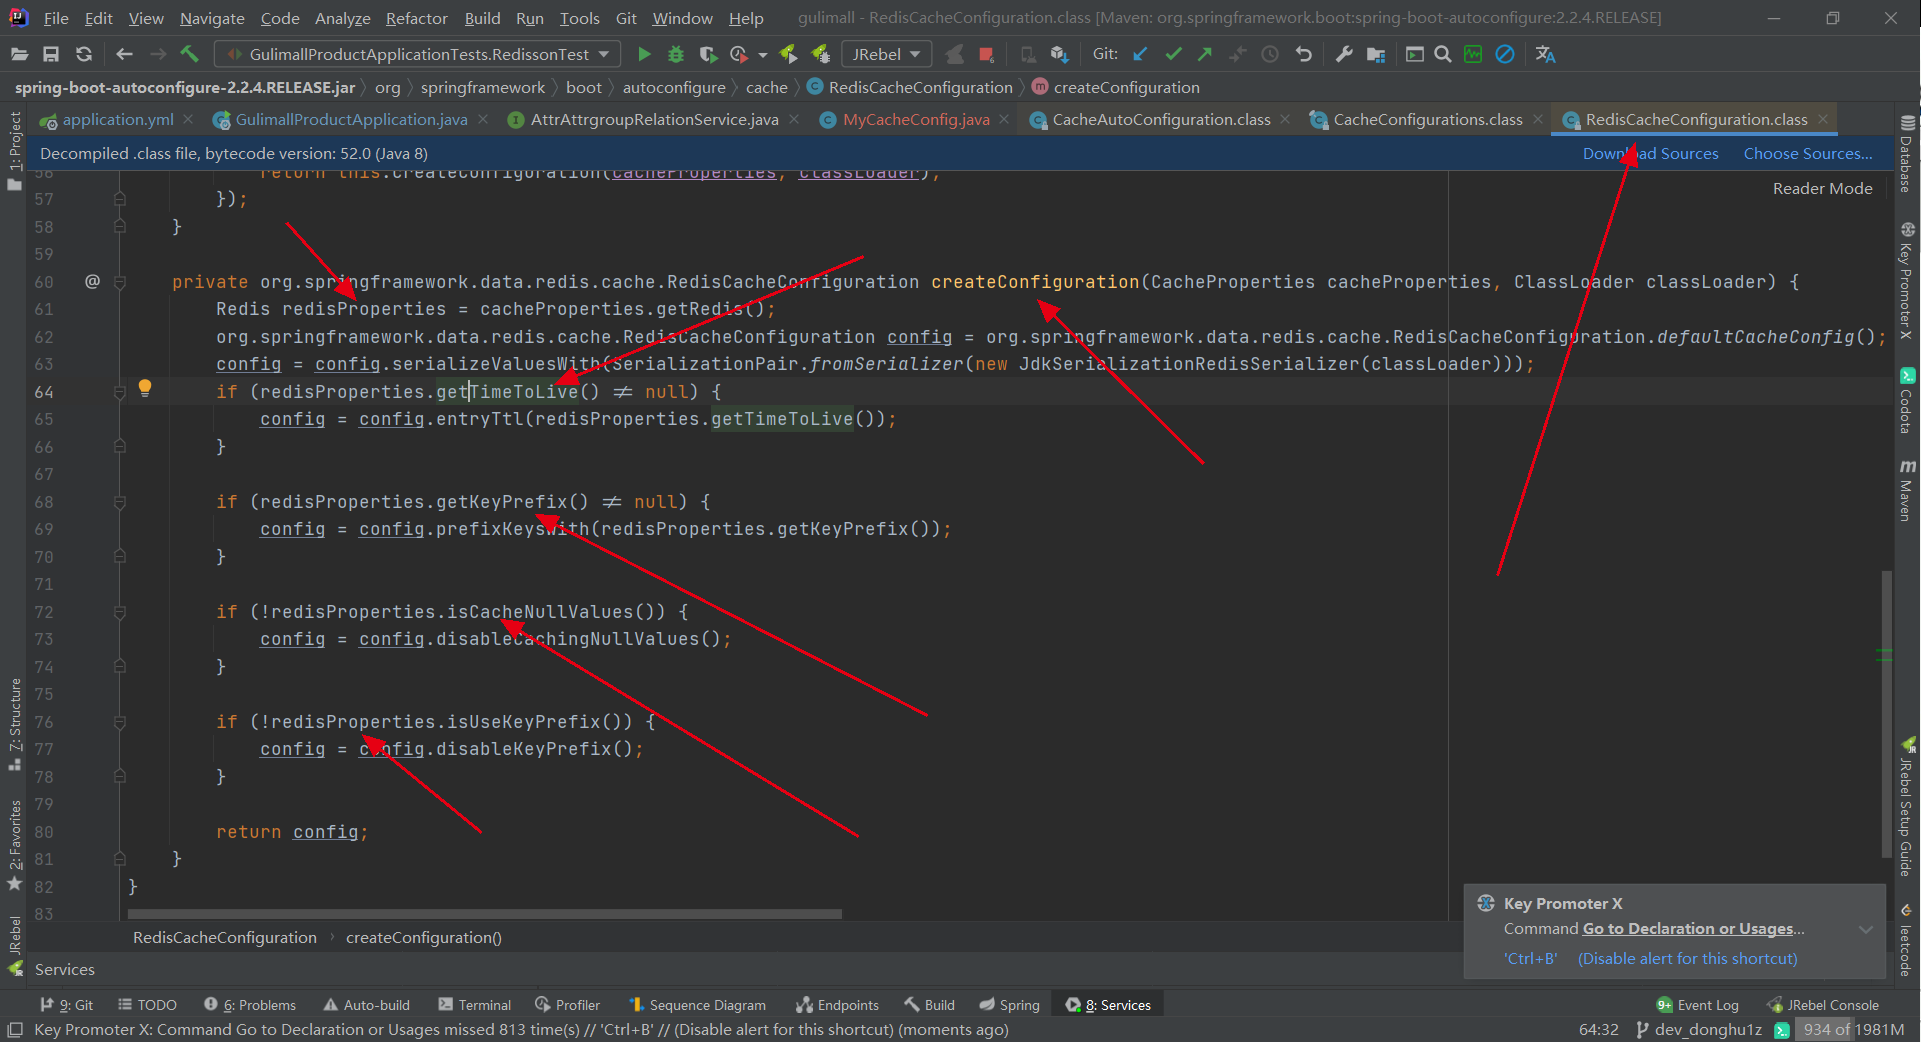 File Edit View Navigate Code Analyze Refactor Build Run Tools Git Window Help gulimall - RedisCacheConfiguration.class [Maven: org.springframework.boot:spring-boot-autoconfigure:2.2.4.RELEASE]
GulimallProductApplicationTests.RedissonTest JRebel Git:
spring-boot-autoconfigure-2.2.4.RELEASE.jar org springframework boot autoconfigure cache RedisCacheConfiguration createConfiguration
application.yml GulimallProductApplication.java AttrAttrgroupRelationService.java MyCacheConfig.java CacheAutoConfiguration.class CacheConfigurations.class RedisCacheConfiguration.class
Decompiled .class file, bytecode version: 52.0 (Java 8) Download Sources Choose Sources...
Reader Mode
56 return this.createConfiguration(cacheProperties, classLoader);
57 });
58 }
59
60 @ private org.springframework.data.redis.cache.RedisCacheConfiguration createConfiguration(CacheProperties cacheProperties, ClassLoader classLoader) {
61 Redis redisProperties = cacheProperties.getRedis();
62 org.springframework.data.redis.cache.RedisCacheConfiguration config = org.springframework.data.redis.cache.RedisCacheConfiguration.defaultCacheConfig();
63 config = config.serializeValuesWith(SerializationPair.fromSerializer(new JdkSerializationRedisSerializer(classLoader)));
64 if (redisProperties.getTimeToLive() ≠ null) {
65 config = config.entryTtl(redisProperties.getTimeToLive());
66 }
67
68 if (redisProperties.getKeyPrefix() ≠ null) {
69 config = config.prefixKeysWith(redisProperties.getKeyPrefix());
70 }
71
72 if (!redisProperties.isCacheNullValues()) {
73 config = config.disableCachingNullValues();
74 }
75
76 if (!redisProperties.isUseKeyPrefix()) {
77 config = config.disableKeyPrefix();
78 }
79
80 return config;
81 }
82 }
83
1: Project
7: Structure
2: Favorites
JRebel
Database
Key Promoter X
Codota
m Maven
JRebel Setup Guide
leetcode
Key Promoter X
Command Go to Declaration or Usages...
'Ctrl+B' (Disable alert for this shortcut)
RedisCacheConfiguration createConfiguration()
Services
9: Git TODO 6: Problems Auto-build Terminal Profiler Sequence Diagram Endpoints Build Spring 8: Services 9+ Event Log JRebel Console
Key Promoter X: Command Go to Declaration or Usages missed 813 time(s) // 'Ctrl+B' // (Disable alert for this shortcut) (moments ago) 64:32 dev_donghu1z 934 of 1981M